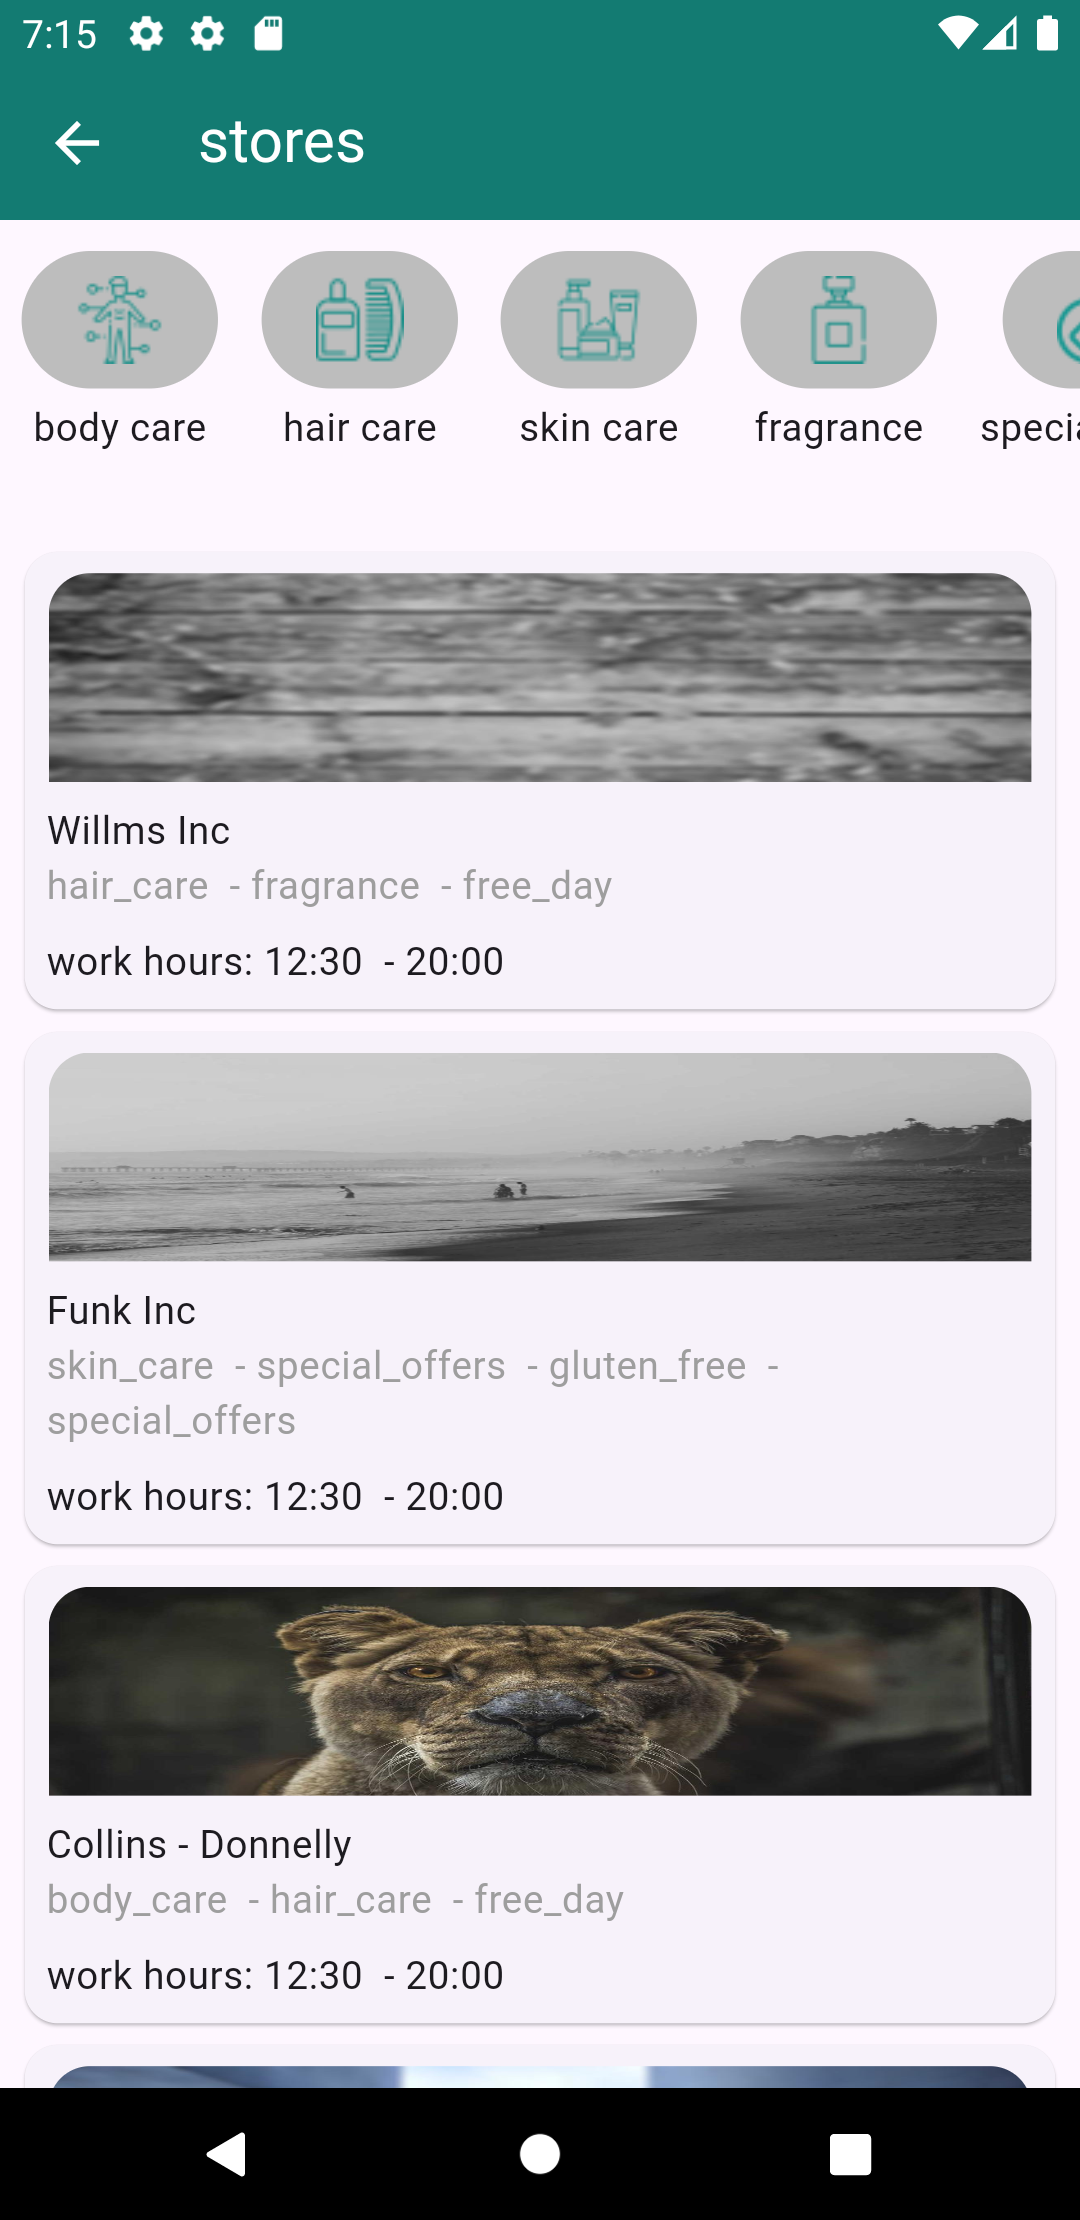 7:15
stores
body care
hair care
skin care
fragrance
Willms Inc
hair_care  - fragrance  - free_day
work hours: 12:30  - 20:00
Funk Inc
skin_care  - special_offers  - gluten_free  -
special_offers
work hours: 12:30  - 20:00
Collins - Donnelly
body_care  - hair_care  - free_day
work hours: 12:30  - 20:00